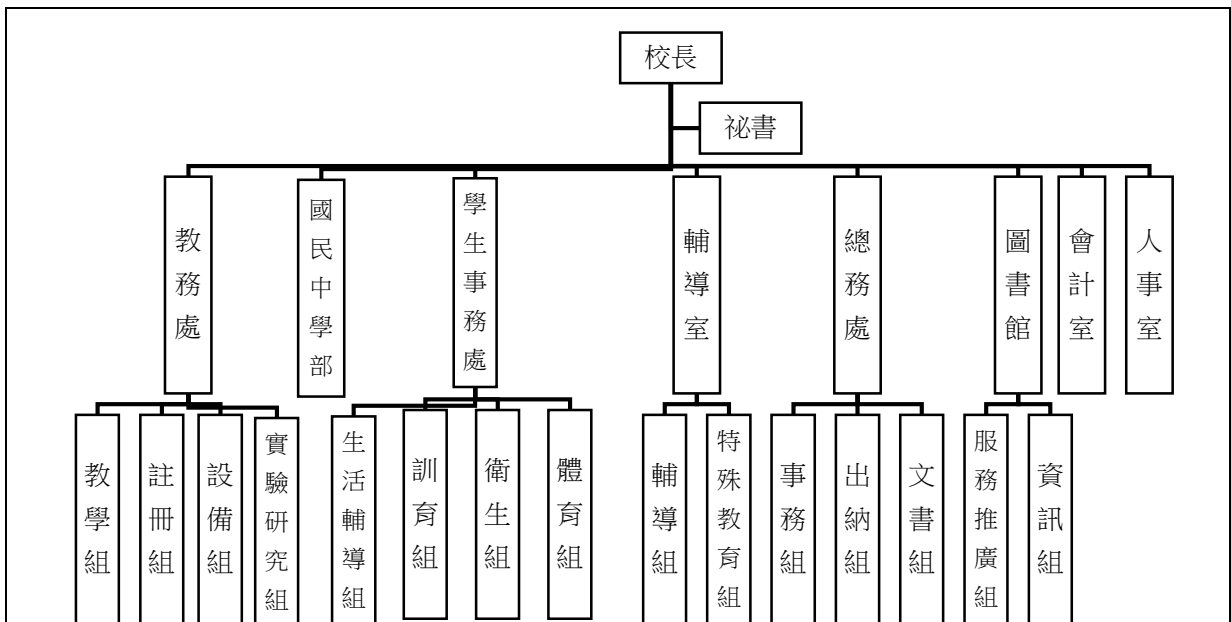 校長
祕書
教務處
國民中學部
學生事務處
輔導室
總務處
圖書館
會計室
人事室
教學組
註冊組
設備組
實驗研究組
生活輔導組
訓育組
衛生組
體育組
輔導組
特殊教育組
事務組
出納組
文書組
服務推廣組
資訊組